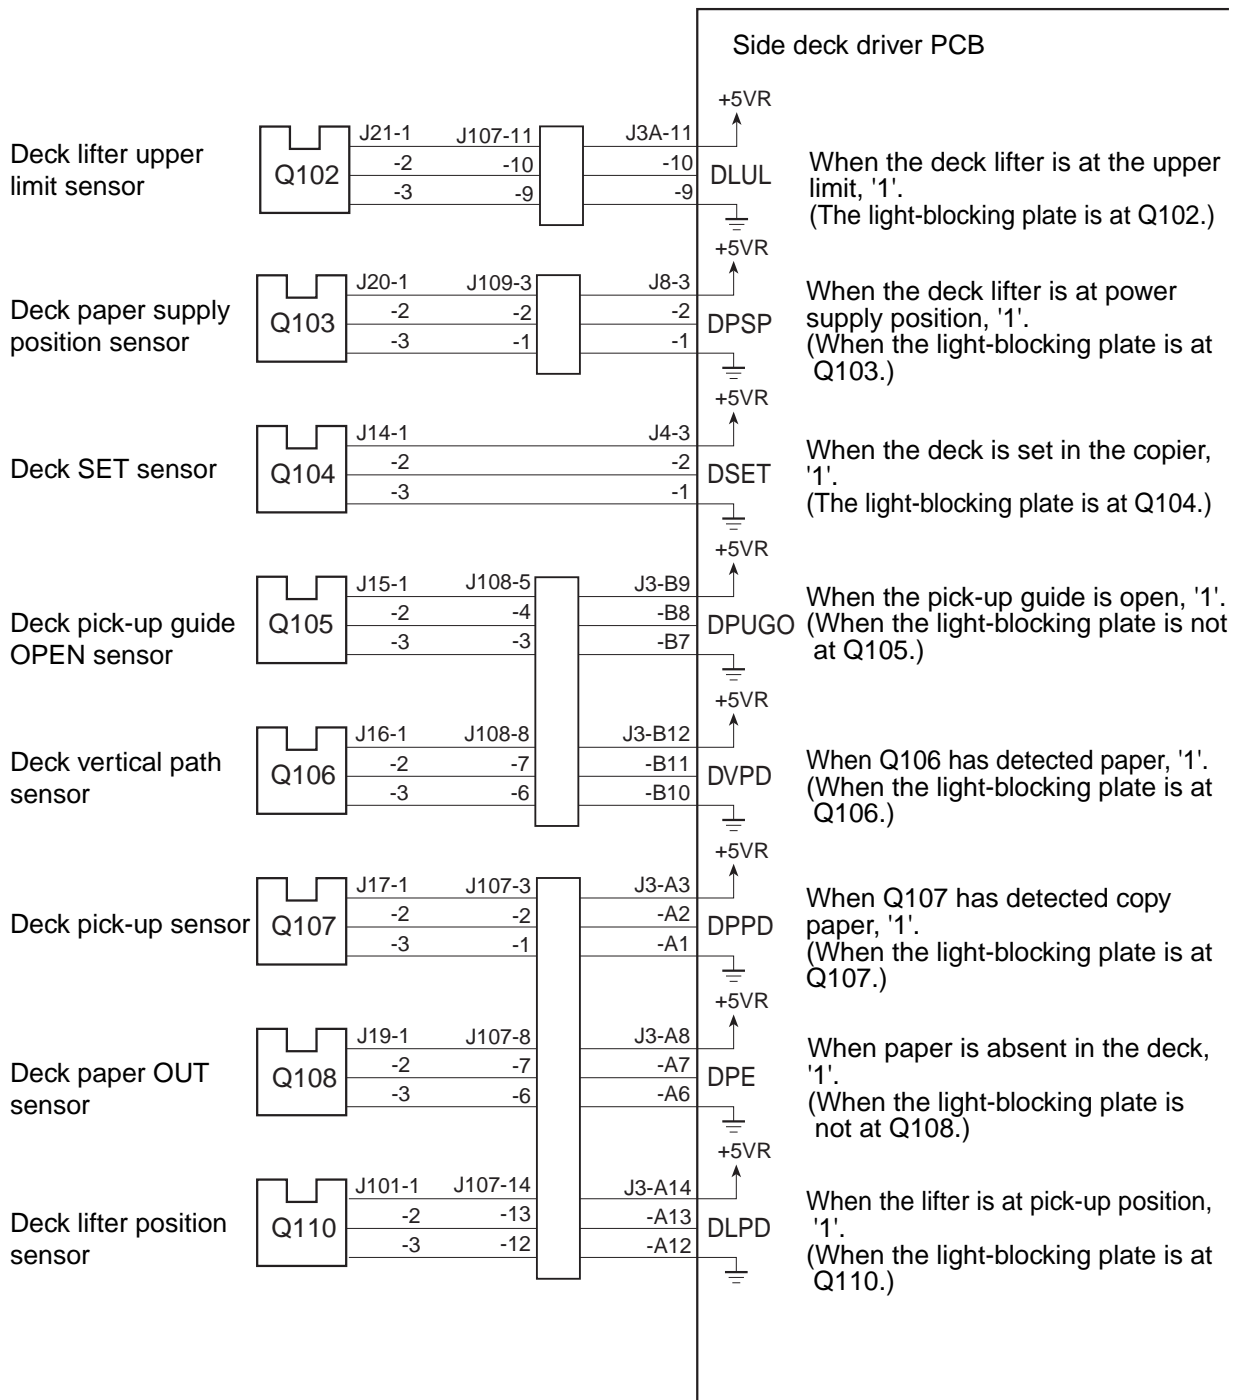 Side deck driver PCB
+5VR
Deck lifter upper
limit sensor
Q102
J21-1
-2
-3
J107-11
-10
-9
J3A-11
-10
-9
DLUL
When the deck lifter is at the upper
limit, '1'.
(The light-blocking plate is at Q102.)
+5VR
Deck paper supply
position sensor
Q103
J20-1
-2
-3
J109-3
-2
-1
J8-3
-2
-1
DPSP
When the deck lifter is at power
supply position, '1'.
(When the light-blocking plate is at
Q103.)
+5VR
Deck SET sensor
Q104
J14-1
-2
-3
J4-3
-2
-1
DSET
When the deck is set in the copier,
'1'.
(The light-blocking plate is at Q104.)
+5VR
Deck pick-up guide
OPEN sensor
Q105
J15-1
-2
-3
J108-5
-4
-3
J3-B9
-B8
-B7
DPUGO
When the pick-up guide is open, '1'.
(When the light-blocking plate is not
at Q105.)
+5VR
Deck vertical path
sensor
Q106
J16-1
-2
-3
J108-8
-7
-6
J3-B12
-B11
-B10
DVPD
When Q106 has detected paper, '1'.
(When the light-blocking plate is at
Q106.)
+5VR
Deck pick-up sensor
Q107
J17-1
-2
-3
J107-3
-2
-1
J3-A3
-A2
-A1
DPPD
When Q107 has detected copy
paper, '1'.
(When the light-blocking plate is at
Q107.)
+5VR
Deck paper OUT
sensor
Q108
J19-1
-2
-3
J107-8
-7
-6
J3-A8
-A7
-A6
DPE
When paper is absent in the deck,
'1'.
(When the light-blocking plate is
not at Q108.)
+5VR
Deck lifter position
sensor
Q110
J101-1
-2
-3
J107-14
-13
-12
J3-A14
-A13
-A12
DLPD
When the lifter is at pick-up position,
'1'.
(When the light-blocking plate is at
Q110.)